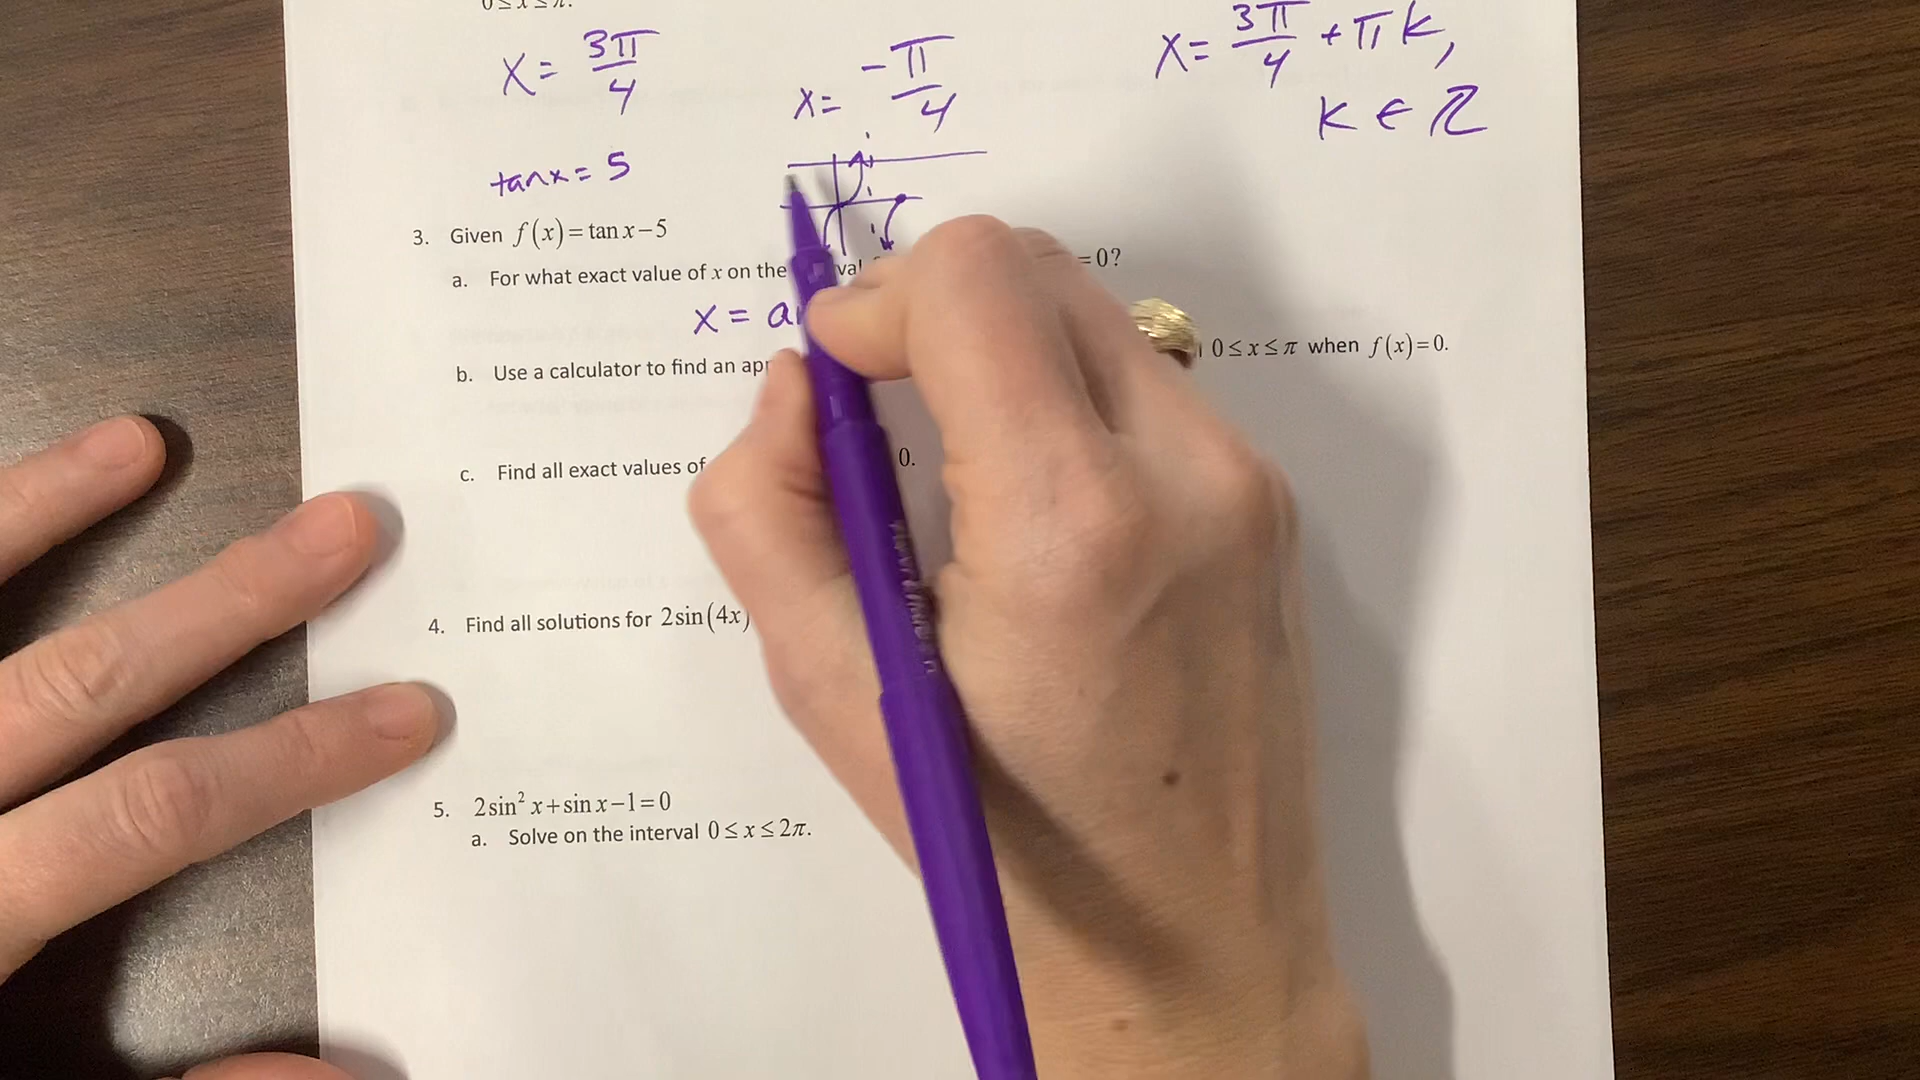 0≤x≤π.
x = 3π/4
x = -π/4
x = 3π/4 + πk,
k ∈ ℤ
tanx = 5
3. Given f(x)=tan x−5
a. For what exact value of x on the =0?
x =
b. Use a calculator to find an 0≤x≤π when f(x)=0.
c. Find all exact values of 0.
4. Find all solutions for 2sin(4x)
5. 2sin² x+sin x−1=0
a. Solve on the interval 0≤x≤2π.